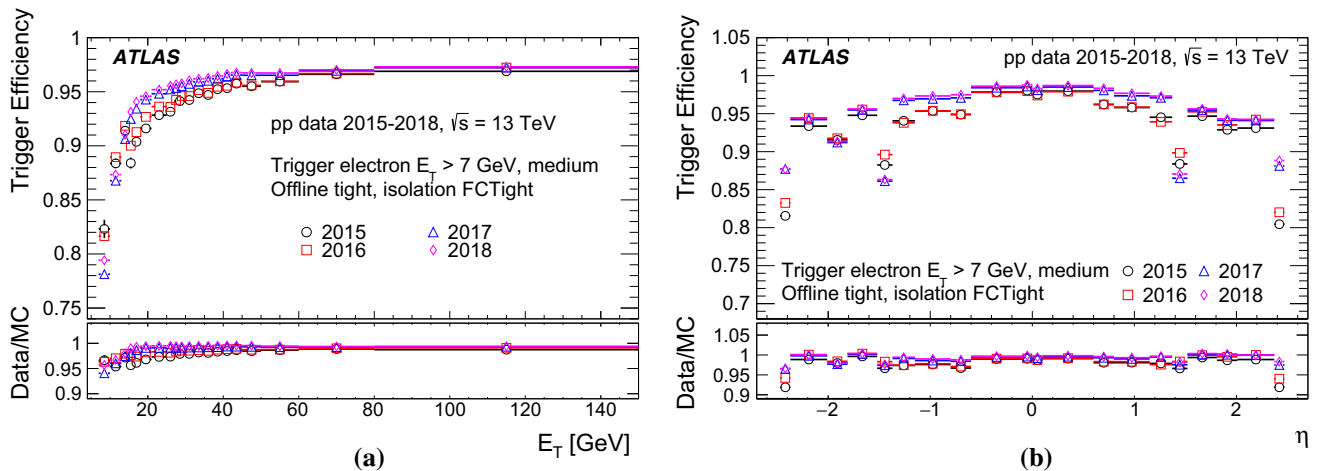 ATLAS
pp data 2015-2018, √s = 13 TeV
Trigger electron E_T > 7 GeV, medium
Offline tight, isolation FCTight
2015
2016
2017
2018
Trigger Efficiency
1
0.95
0.9
0.85
0.8
0.75
Data/MC
1
0.95
0.9
20 40 60 80 100 120 140
E_T [GeV]
(a)
ATLAS
pp data 2015-2018, √s = 13 TeV
Trigger electron E_T > 7 GeV, medium
Offline tight, isolation FCTight
2015
2016
2017
2018
Trigger Efficiency
1.05
1
0.95
0.9
0.85
0.8
0.75
0.7
Data/MC
1.05
1
0.95
0.9
−2 −1 0 1 2
η
(b)